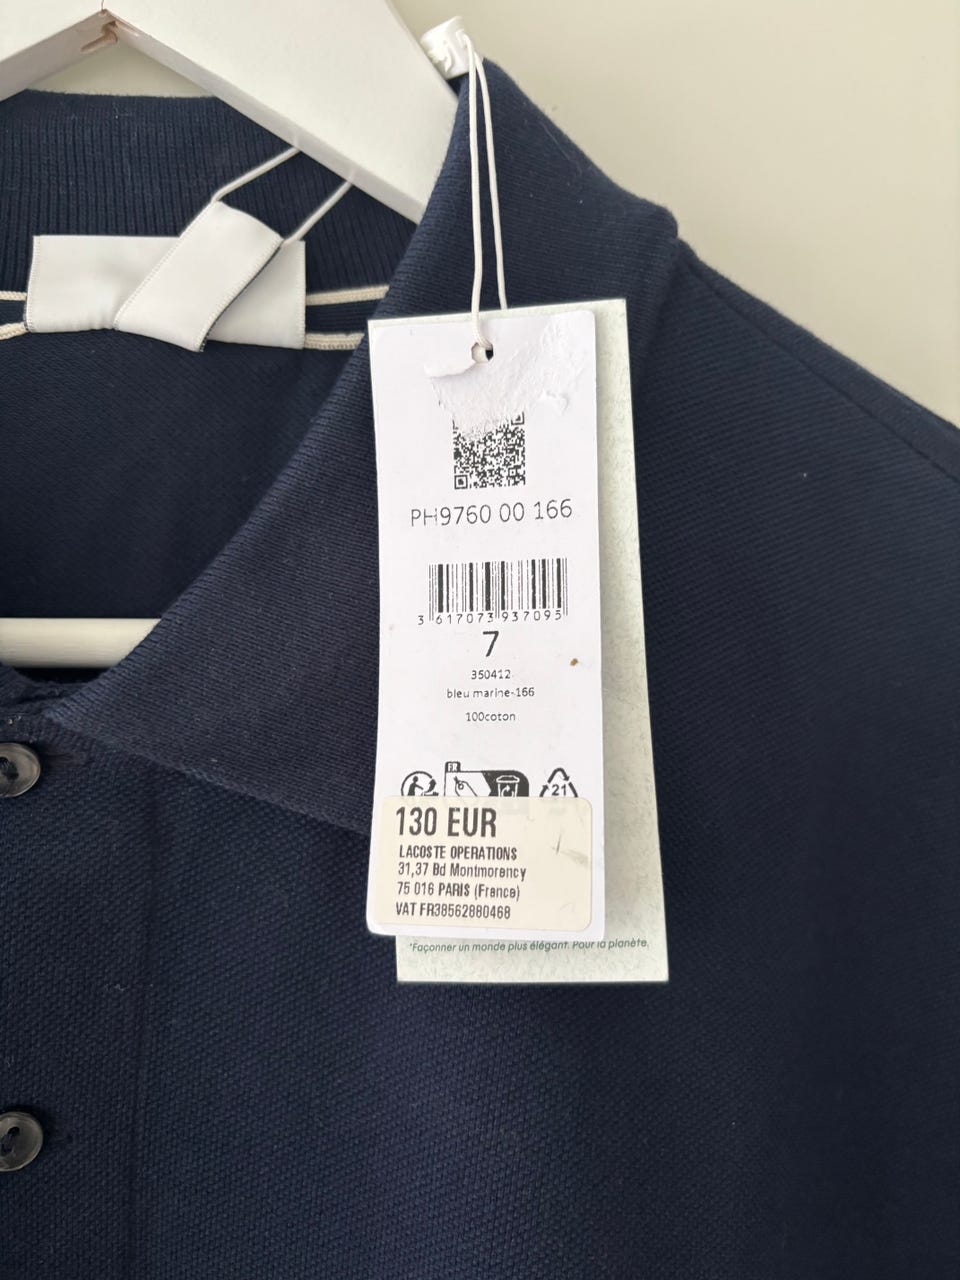 PH9760 00 166
3 617073 937095
7
350412
bleu marine-166
100coton
FR
21
130 EUR
LACOSTE OPERATIONS
31,37 Bd Montmorency
75 016 PARIS (France)
VAT FR38562880468
*Façonner un monde plus élégant. Pour la planète.